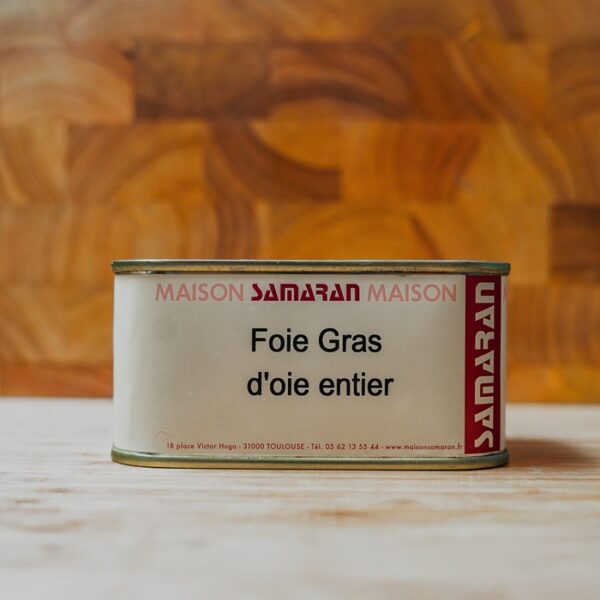 MAISON SAMARAN MAISON
Foie Gras
d'oie entier
18 place Victor Hugo - 31000 TOULOUSE - Tél. 05 62 13 55 44 - www.maisonsamaran.fr
SAMARAN